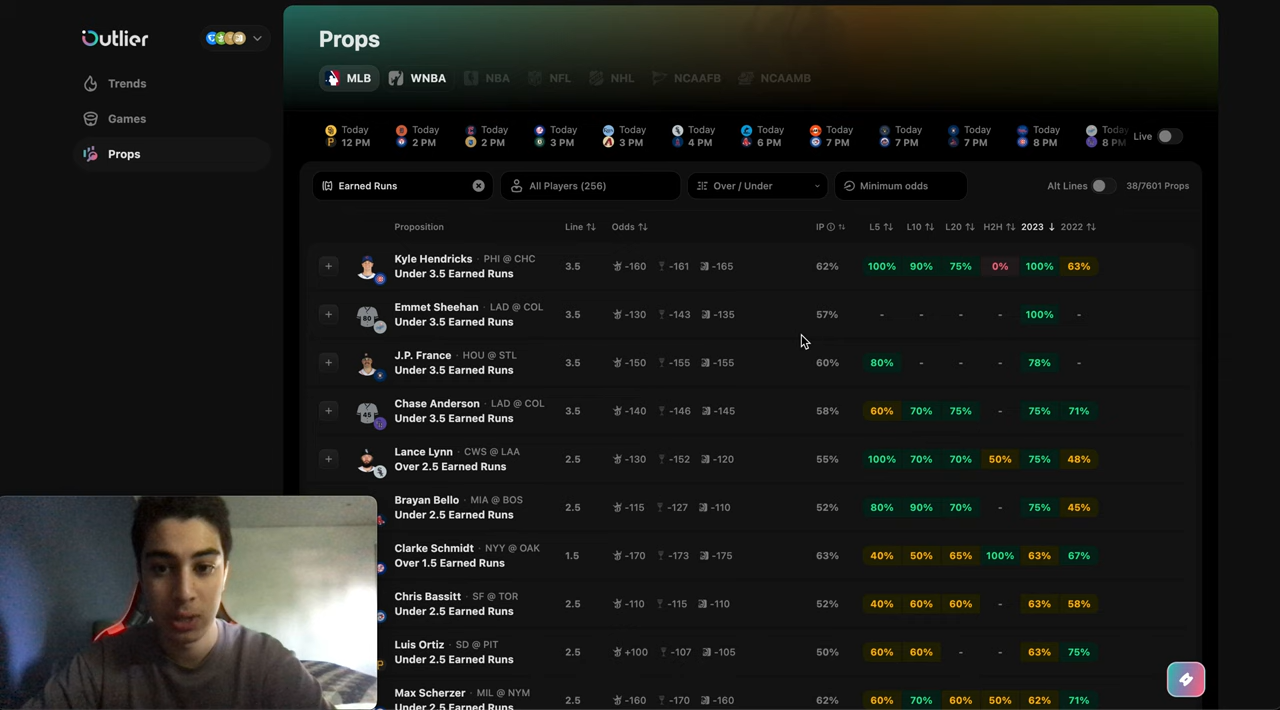 Outlier
Trends
Games
Props
Props
MLB WNBA NBA NFL NHL NCAAFB NCAAMB
Today Today Today Today Today Today Today Today Today Today Today Today
12 PM 2 PM 2 PM 3 PM 3 PM 4 PM 6 PM 7 PM 7 PM 7 PM 8 PM 8 PM
Live
Earned Runs All Players (256) Over / Under Minimum odds Alt Lines 38/7601 Props
Proposition Line Odds IP L5 L10 L20 H2H 2023 2022
Kyle Hendricks · PHI @ CHC
Under 3.5 Earned Runs
3.5 -160 -161 -165 62% 100% 90% 75% 0% 100% 63%
Emmet Sheehan · LAD @ COL
Under 3.5 Earned Runs
3.5 -130 -143 -135 57% - - - - 100% -
80
J.P. France · HOU @ STL
Under 3.5 Earned Runs
3.5 -150 -155 -155 60% 80% - - - 78% -
Chase Anderson · LAD @ COL
Under 3.5 Earned Runs
3.5 -140 -146 -145 58% 60% 70% 75% - 75% 71%
45
Lance Lynn · CWS @ LAA
Over 2.5 Earned Runs
2.5 -130 -152 -120 55% 100% 70% 70% 50% 75% 48%
Brayan Bello · MIA @ BOS
Under 2.5 Earned Runs
2.5 -115 -127 -110 52% 80% 90% 70% - 75% 45%
Clarke Schmidt · NYY @ OAK
Over 1.5 Earned Runs
1.5 -170 -173 -175 63% 40% 50% 65% 100% 63% 67%
Chris Bassitt · SF @ TOR
Under 2.5 Earned Runs
2.5 -110 -115 -110 52% 40% 60% 60% - 63% 58%
Luis Ortiz · SD @ PIT
Under 2.5 Earned Runs
2.5 +100 -107 -105 50% 60% 60% - - 63% 75%
Max Scherzer · MIL @ NYM
Under 2.5 Earned Runs
2.5 -160 -170 -160 62% 60% 70% 60% 50% 62% 71%